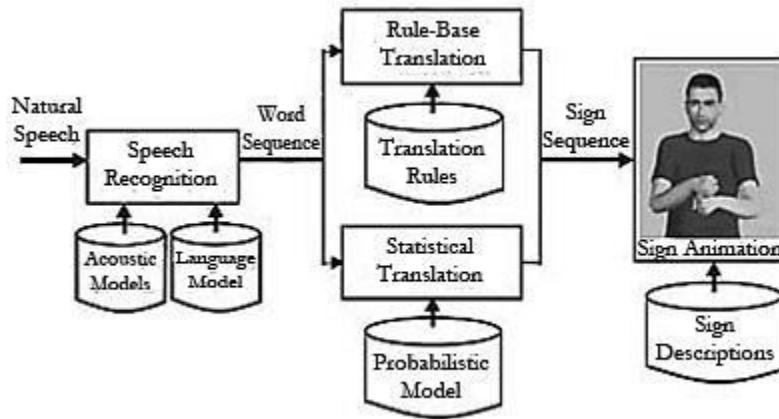 Natural
Speech
Speech
Recognition
Acoustic
Models
Language
Model
Word
Sequence
Rule-Base
Translation
Translation
Rules
Statistical
Translation
Probabilistic
Model
Sign
Sequence
Sign Animation
Sign
Descriptions